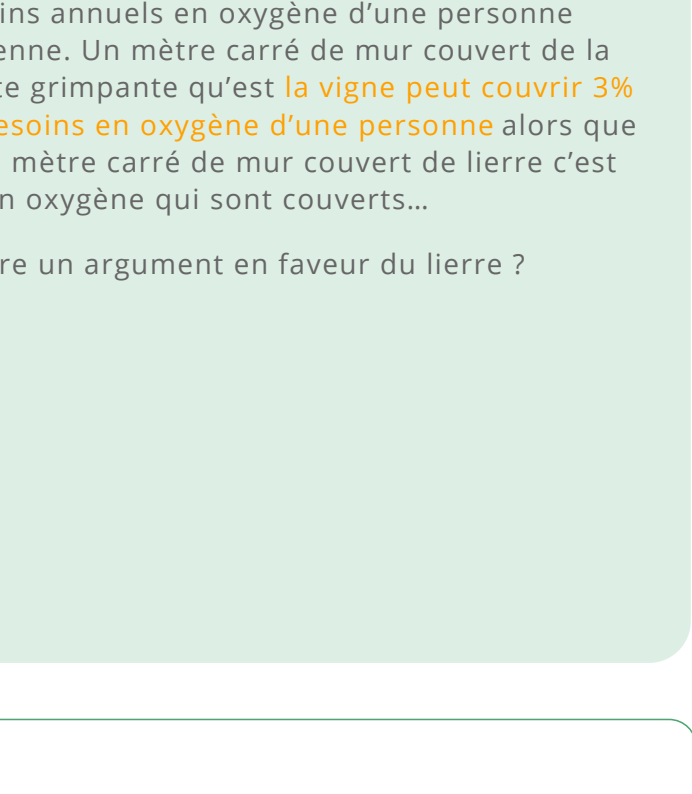 ins annuels en oxygène d’une personne
enne. Un mètre carré de mur couvert de la
te grimpante qu’est la vigne peut couvrir 3%
esoins en oxygène d’une personne alors que
mètre carré de mur couvert de lierre c’est
n oxygène qui sont couverts…
re un argument en faveur du lierre ?